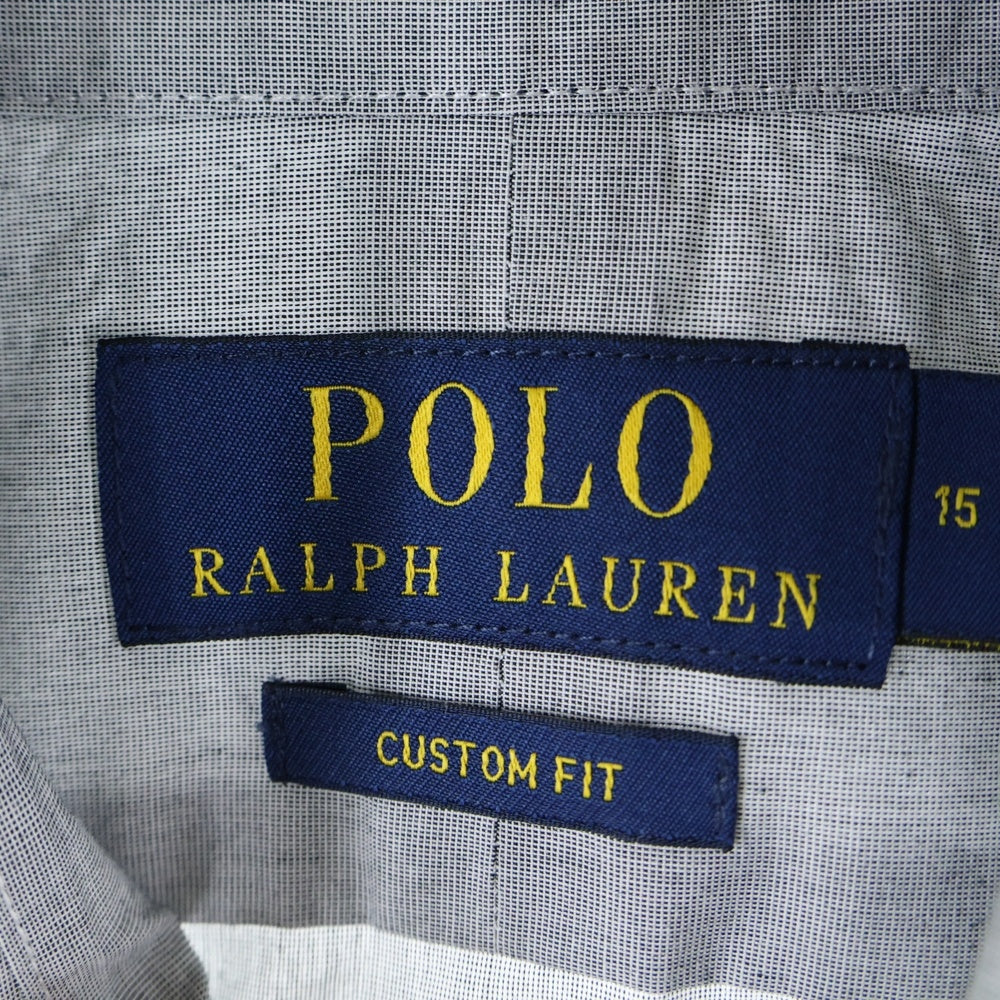 POLO
RALPH LAUREN
15
CUSTOM FIT